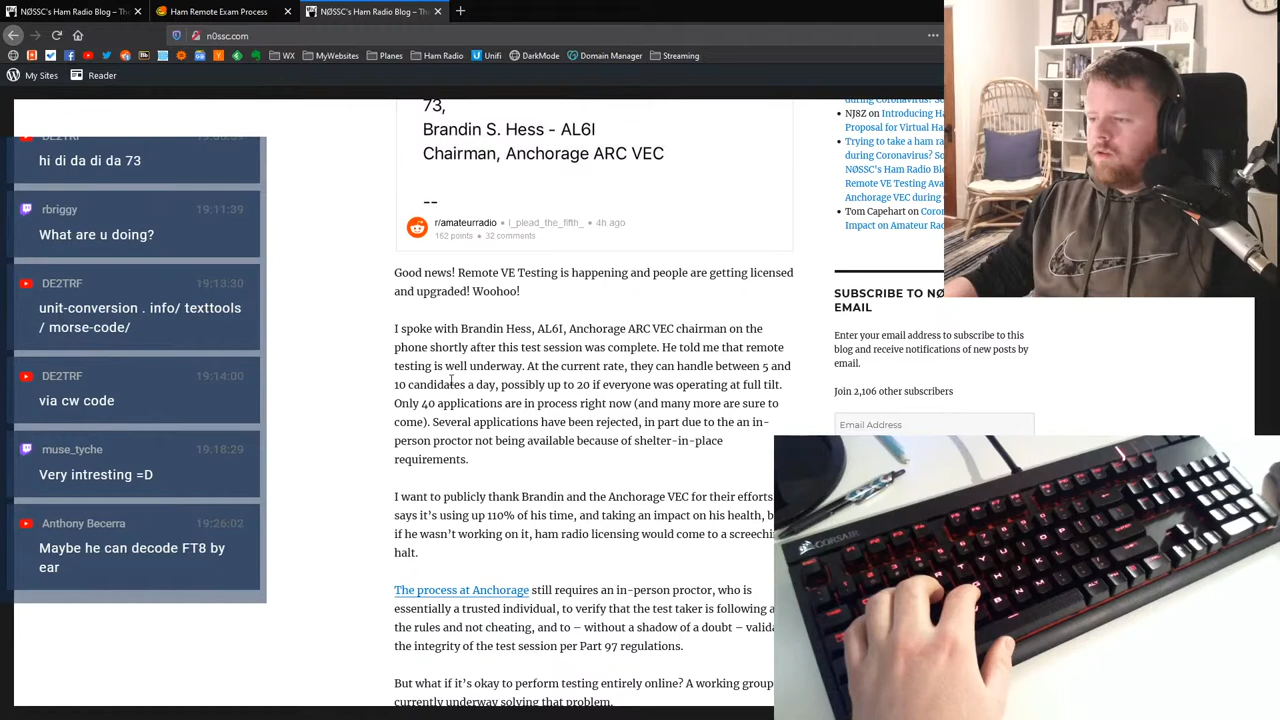 NØSSC's Ham Radio Blog – The
Ham Remote Exam Process
NØSSC's Ham Radio Blog – The
n0ssc.com
WX
MyWebsites
Planes
Ham Radio
Unifi
DarkMode
Domain Manager
Streaming
My Sites
Reader
hi di da di da 73
rbriggy
19:11:39
What are u doing?
DE2TRF
19:13:30
unit-conversion . info/ texttools
/ morse-code/
DE2TRF
19:14:00
via cw code
muse_tyche
19:18:29
Very intresting =D
Anthony Becerra
19:26:02
Maybe he can decode FT8 by
ear
73,
Brandin S. Hess - AL6I
Chairman, Anchorage ARC VEC
--
r/amateurradio • I_plead_the_fifth_ • 4h ago
162 points • 32 comments
Good news! Remote VE Testing is happening and people are getting licensed
and upgraded! Woohoo!
I spoke with Brandin Hess, AL6I, Anchorage ARC VEC chairman on the
phone shortly after this test session was complete. He told me that remote
testing is well underway. At the current rate, they can handle between 5 and
10 candidates a day, possibly up to 20 if everyone was operating at full tilt.
Only 40 applications are in process right now (and many more are sure to
come). Several applications have been rejected, in part due to the an in-
person proctor not being available because of shelter-in-place
requirements.
I want to publicly thank Brandin and the Anchorage VEC for their efforts
says it's using up 110% of his time, and taking an impact on his health, b
if he wasn't working on it, ham radio licensing would come to a screechin
halt.
The process at Anchorage still requires an in-person proctor, who is
essentially a trusted individual, to verify that the test taker is following a
the rules and not cheating, and to – without a shadow of a doubt – valida
the integrity of the test session per Part 97 regulations.
But what if it's okay to perform testing entirely online? A working group
currently underway solving that problem.
during Coronavirus? So
NJ8Z on Introducing Ha
Proposal for Virtual Ha
Trying to take a ham ra
during Coronavirus? So
NØSSC's Ham Radio Blo
Remote VE Testing Ava
Anchorage VEC during
Tom Capehart on Coron
Impact on Amateur Rad
SUBSCRIBE TO NØ
EMAIL
Enter your email address to subscribe to this
blog and receive notifications of new posts by
email.
Join 2,106 other subscribers
Email Address
CORSAIR